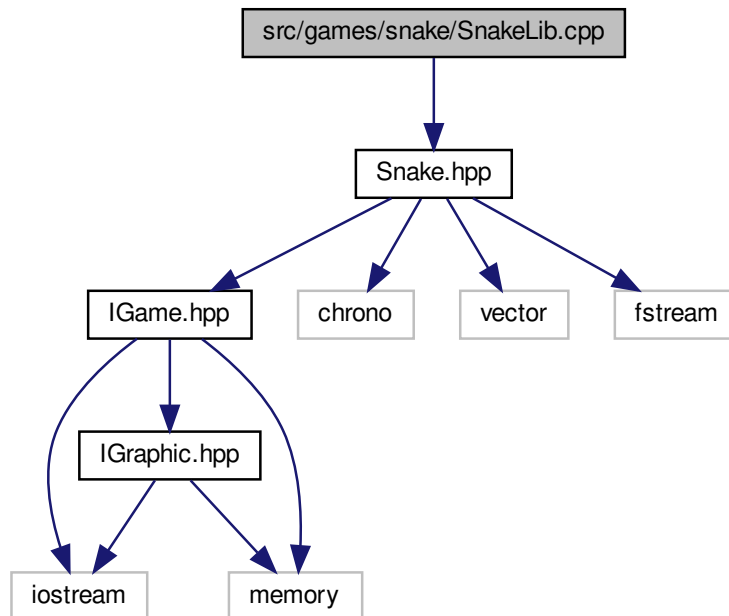 src/games/snake/SnakeLib.cpp
Snake.hpp
IGame.hpp
chrono
vector
fstream
IGraphic.hpp
iostream
memory